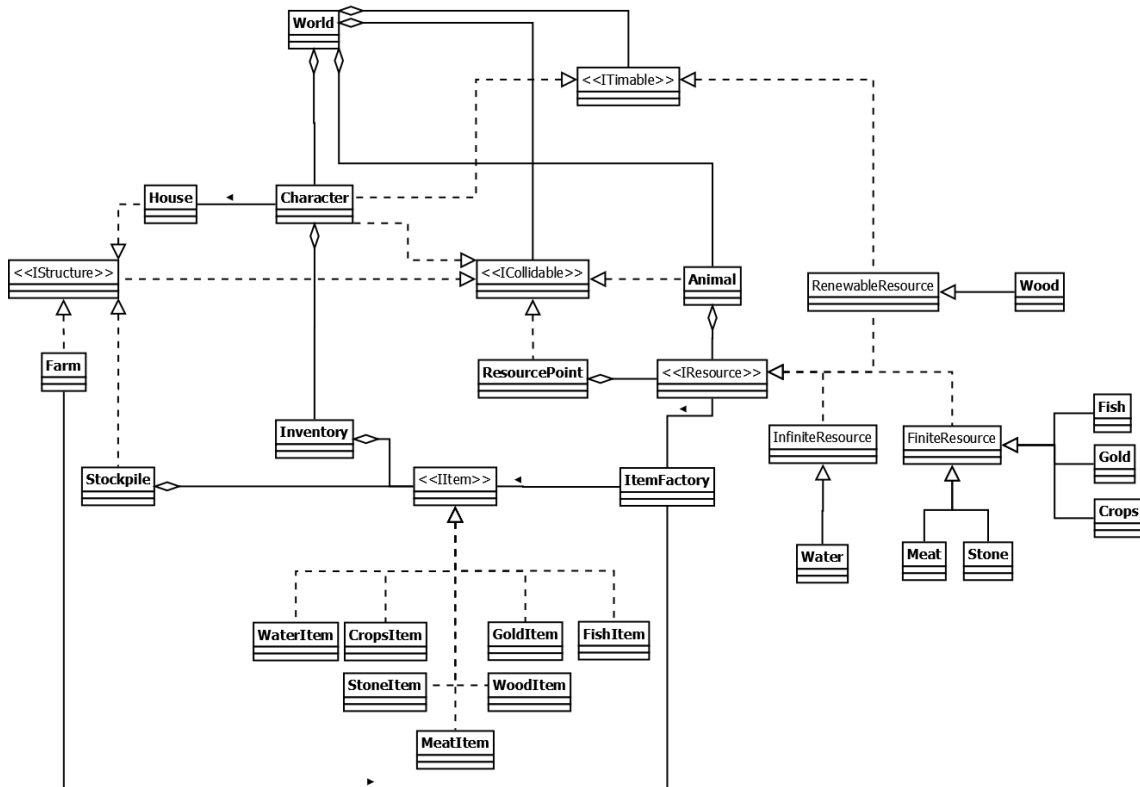 World
<<ITimable>>
House
Character
<<IStructure>>
<<ICollidable>>
Animal
RenewableResource
Wood
Farm
ResourcePoint
<<IResource>>
Fish
Inventory
InfiniteResource
FiniteResource
Gold
Stockpile
<<IItem>>
ItemFactory
Crops
Water
Meat
Stone
WaterItem
CropsItem
GoldItem
FishItem
StoneItem
WoodItem
MeatItem